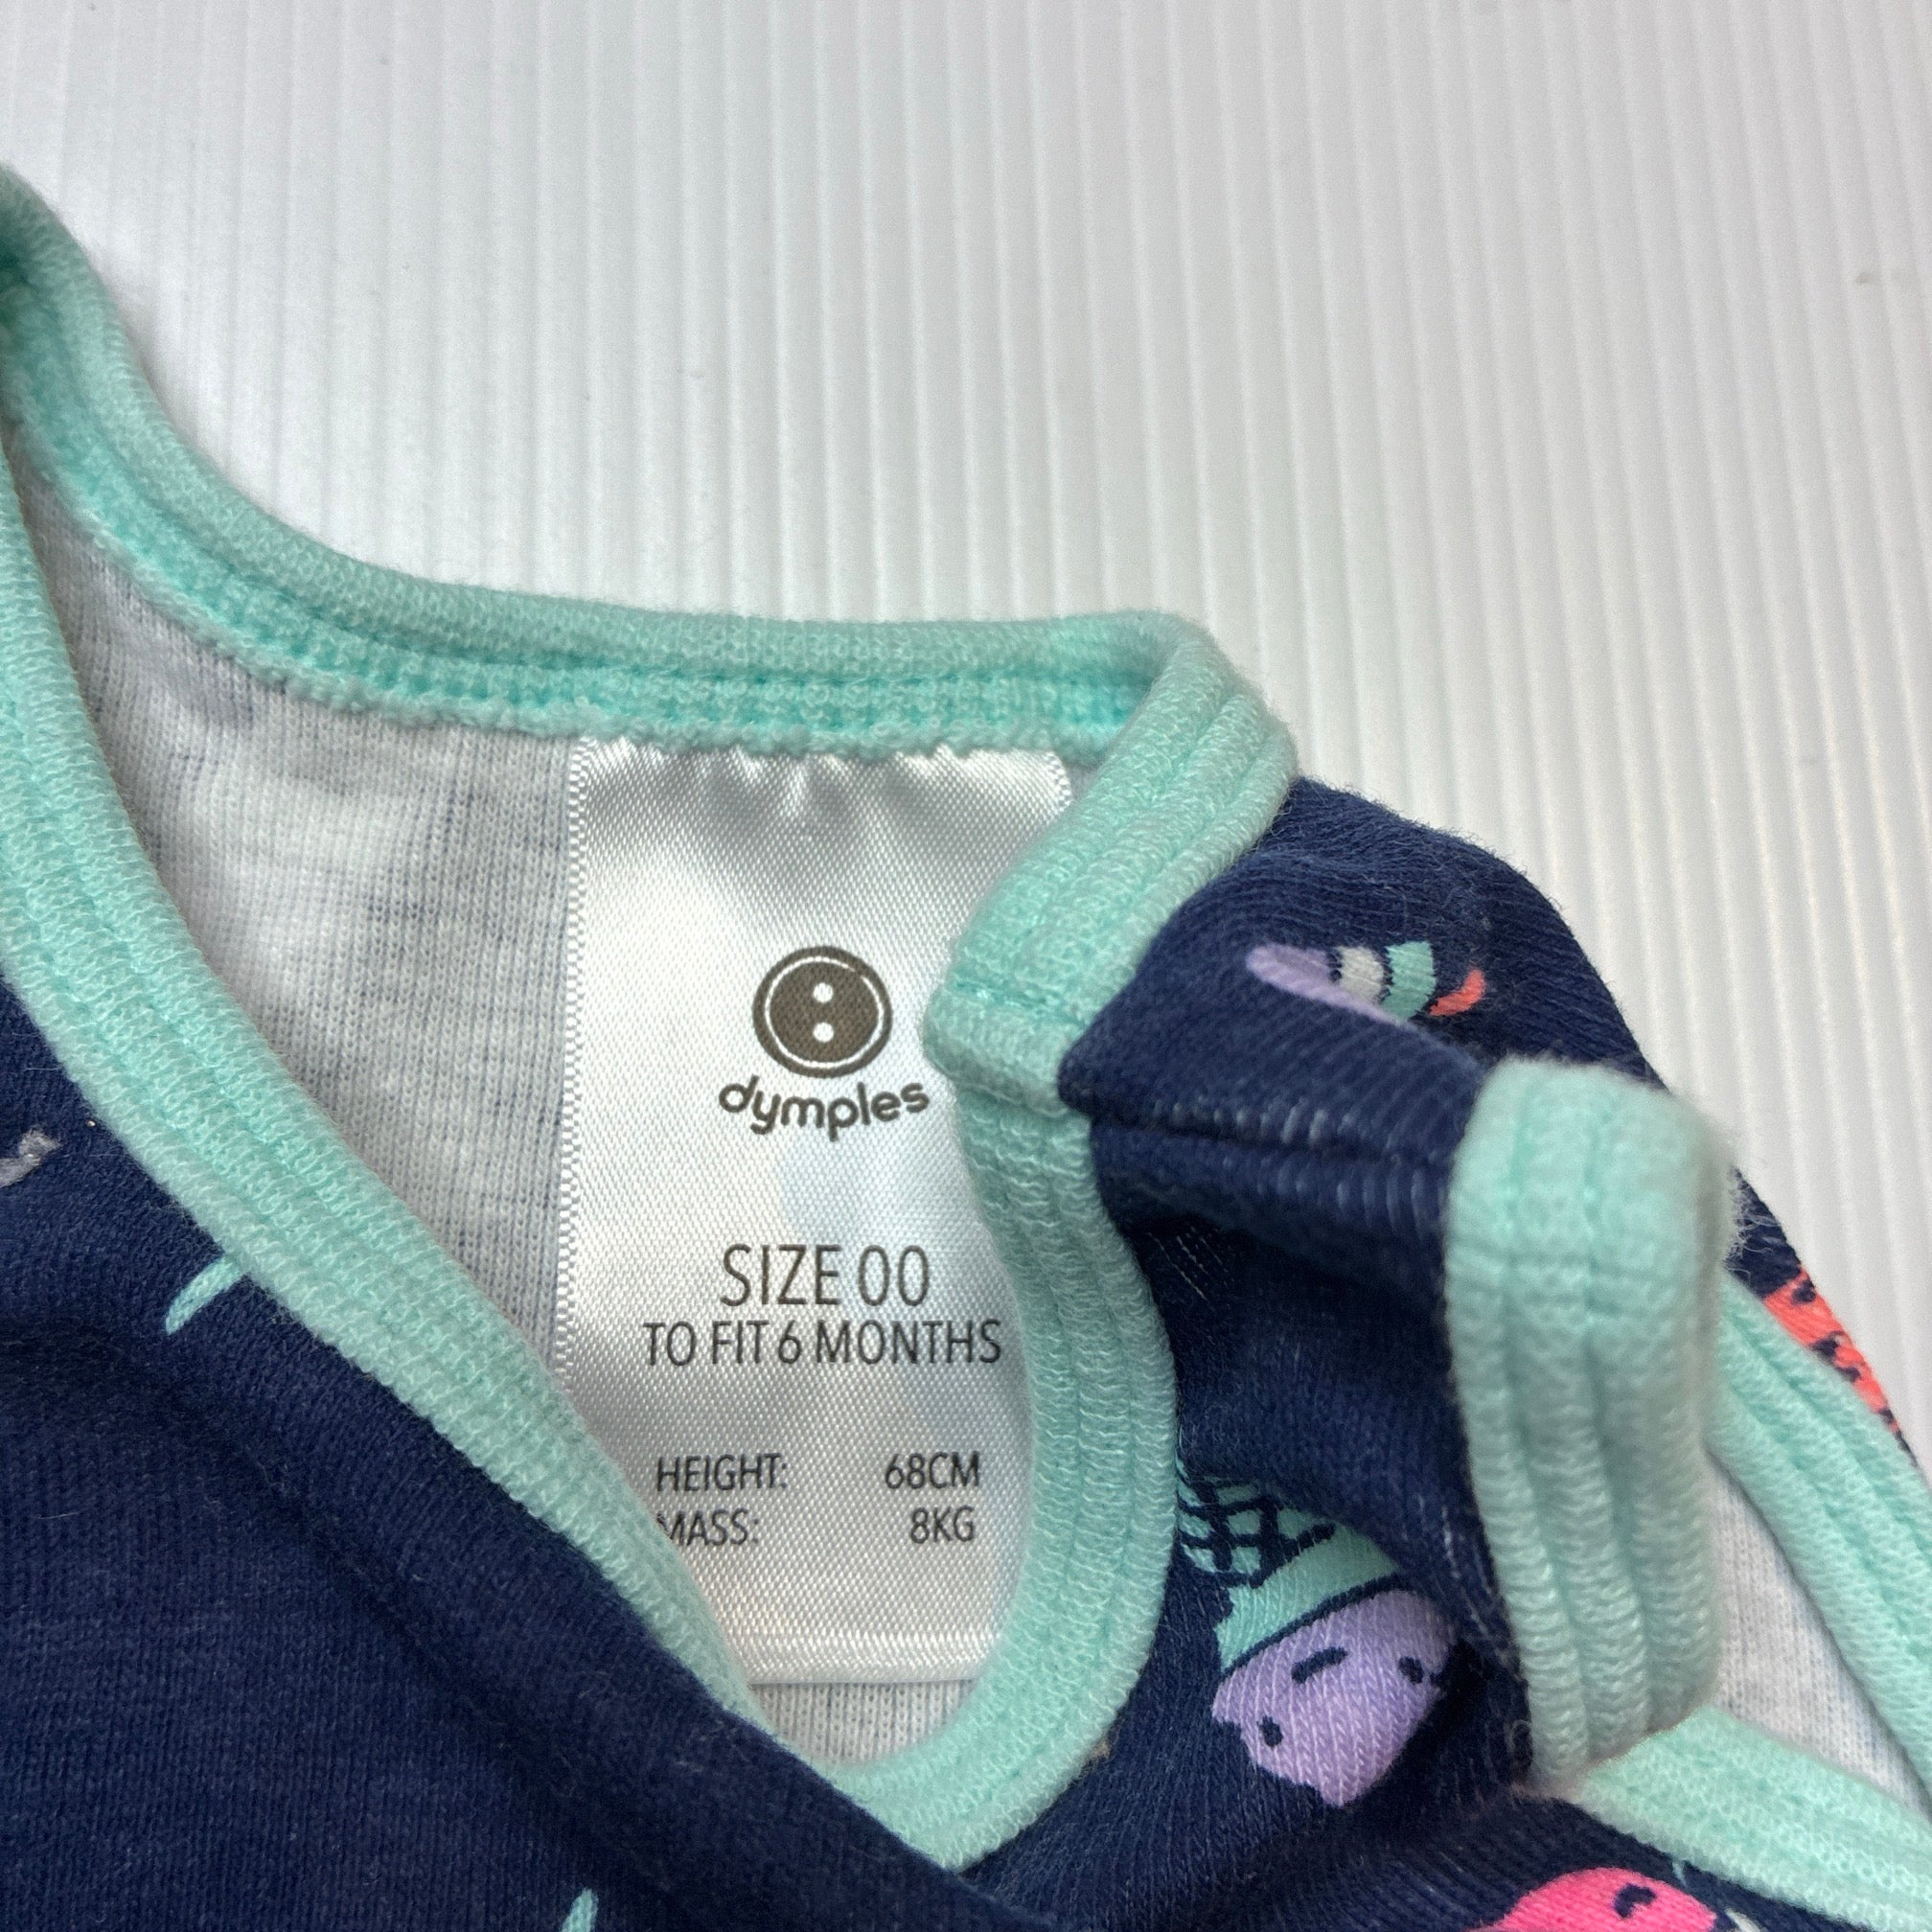 dymples
SIZE 00
TO FIT 6 MONTHS
HEIGHT: 68CM
MASS: 8KG